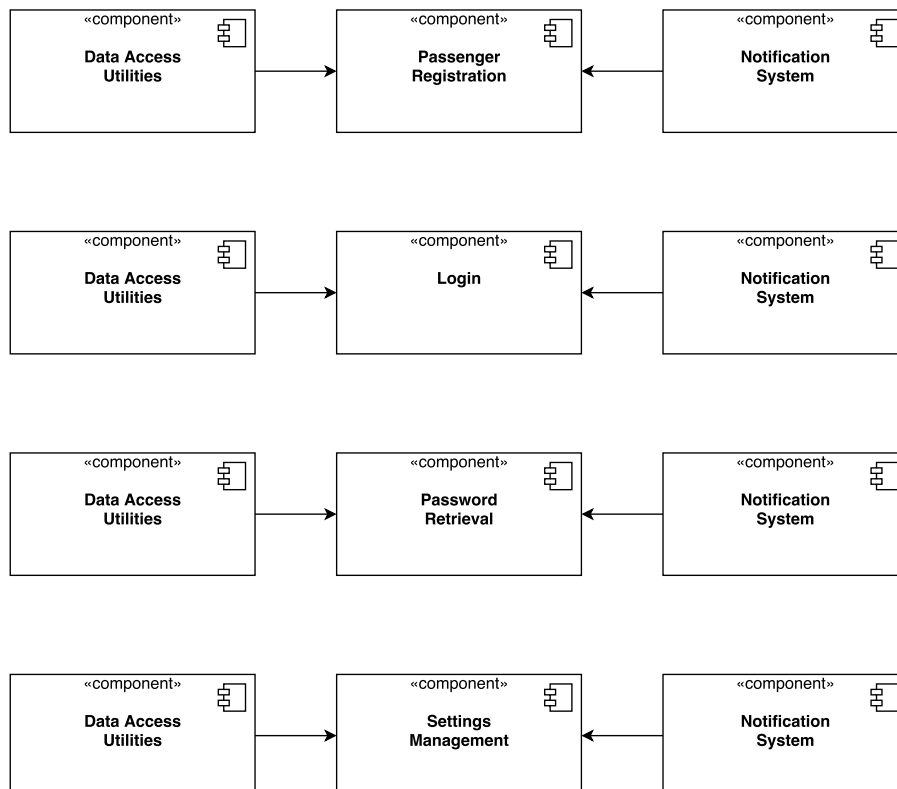 «component» «component» «component»
Data Access Passenger Notification
Utilities Registration System
«component» «component» «component»
Data Access Login Notification
Utilities System
«component» «component» «component»
Data Access Password Notification
Utilities Retrieval System
«component» «component» «component»
Data Access Settings Notification
Utilities Management System